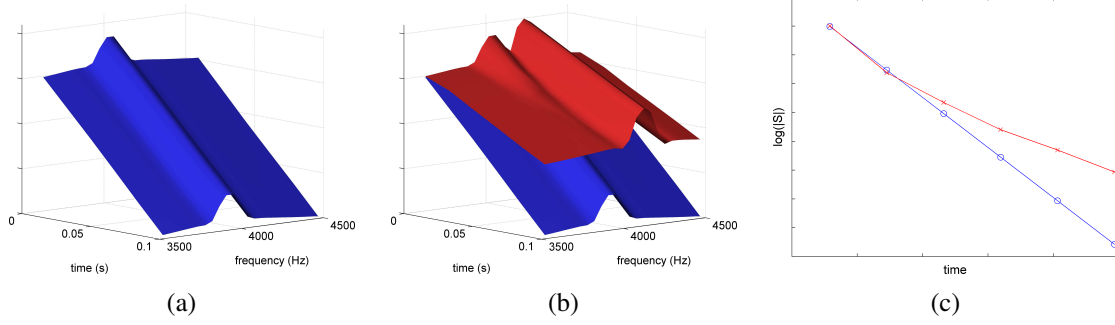 0
0.05
0.1
time (s)
3500
4000
4500
frequency (Hz)
(a)
0
0.05
0.1
time (s)
3500
4000
4500
frequency (Hz)
(b)
log(|S|)
time
(c)